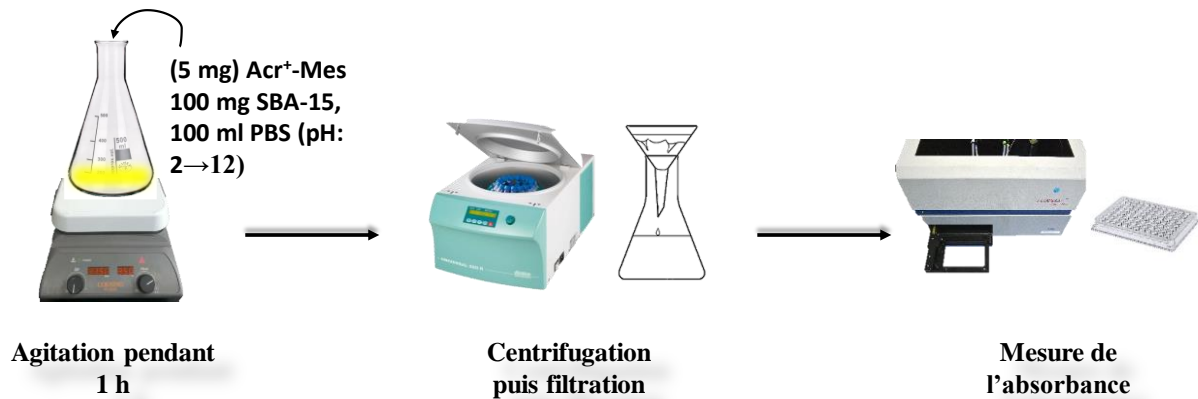 (5 mg) Acr⁺-Mes
100 mg SBA-15,
100 ml PBS (pH:
2→12)
Agitation pendant
1 h
Centrifugation
puis filtration
Mesure de
l’absorbance